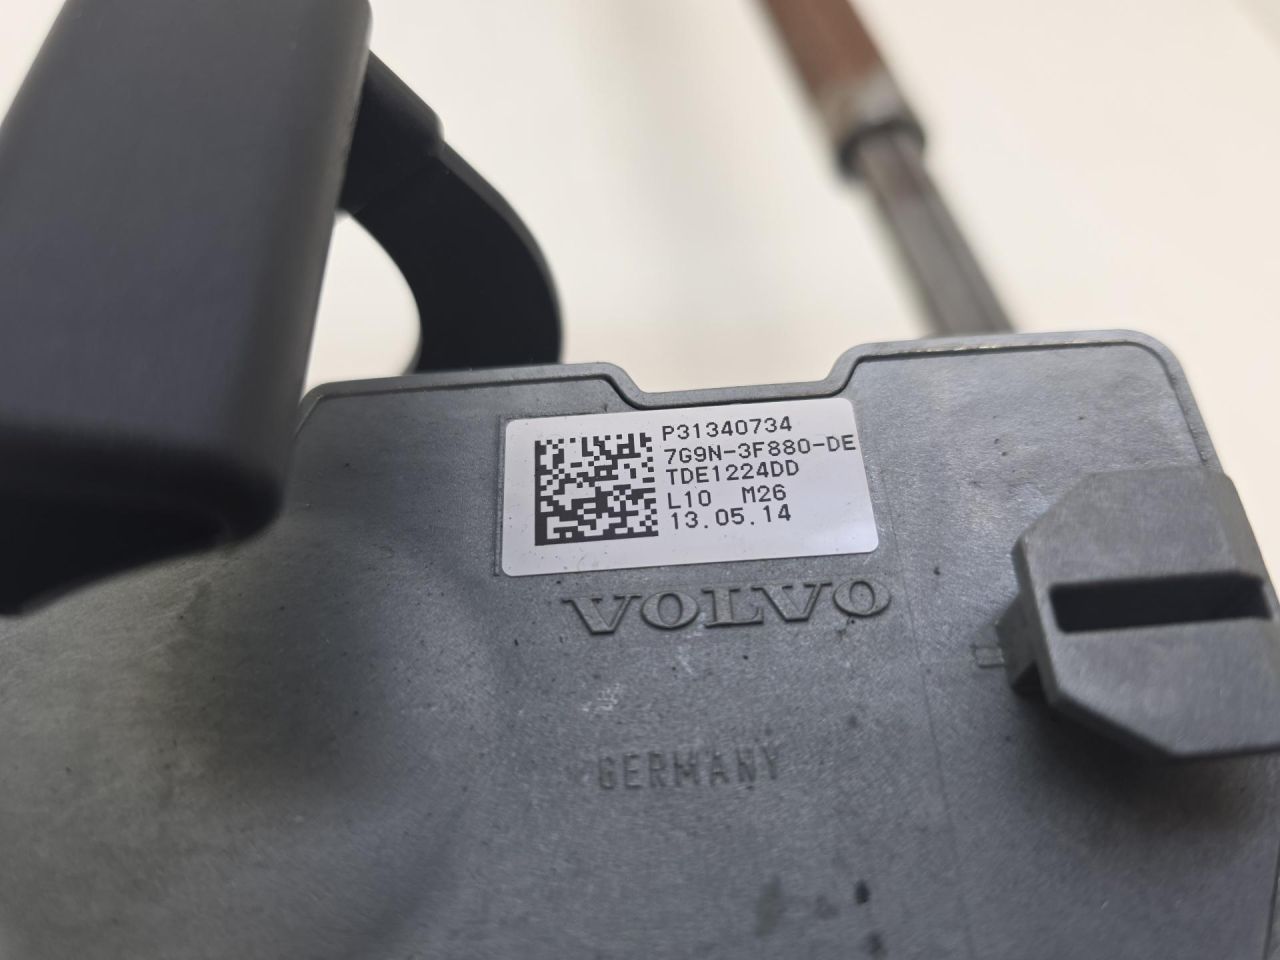 P31340734
7G9N-3F880-DE
TDE1224DD
L10 M26
13.05.14
VOLVO
GERMANY